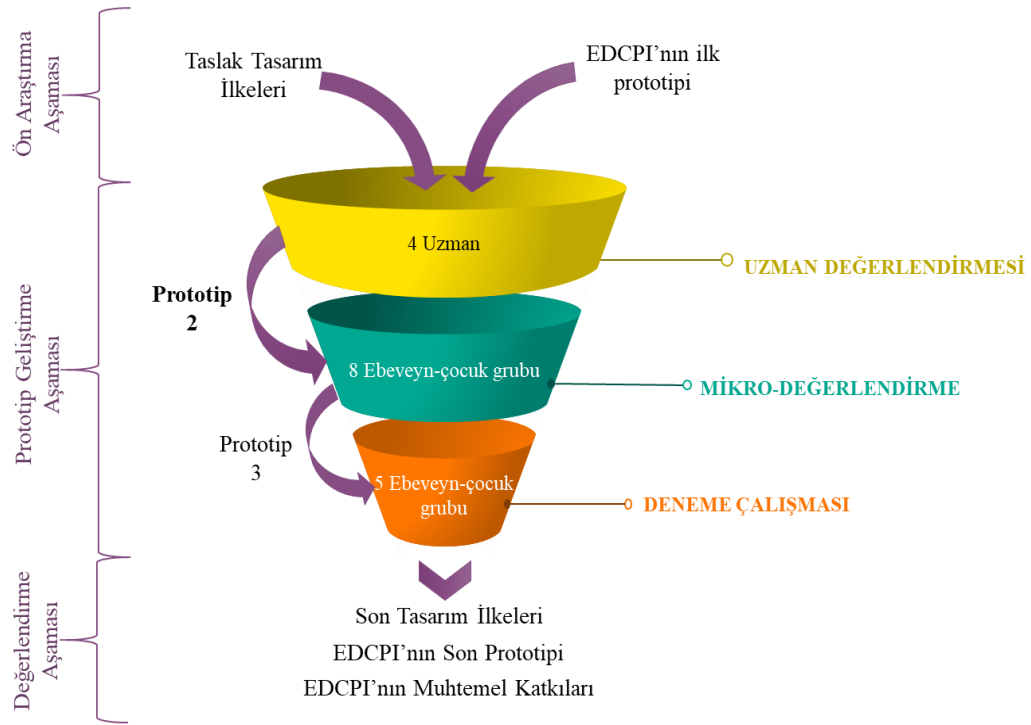 Ön Araştırma
Aşaması
Taslak Tasarım
İlkeleri
EDCPI’nın ilk
prototipi
4 Uzman
UZMAN DEĞERLENDİRMESİ
Prototip Geliştirme
Aşaması
Prototip
2
8 Ebeveyn-çocuk grubu
MİKRO-DEĞERLENDİRME
Prototip
3
5 Ebeveyn-çocuk
grubu
DENEME ÇALIŞMASI
Değerlendirme
Aşaması
Son Tasarım İlkeleri
EDCPI’nın Son Prototipi
EDCPI’nın Muhtemel Katkıları